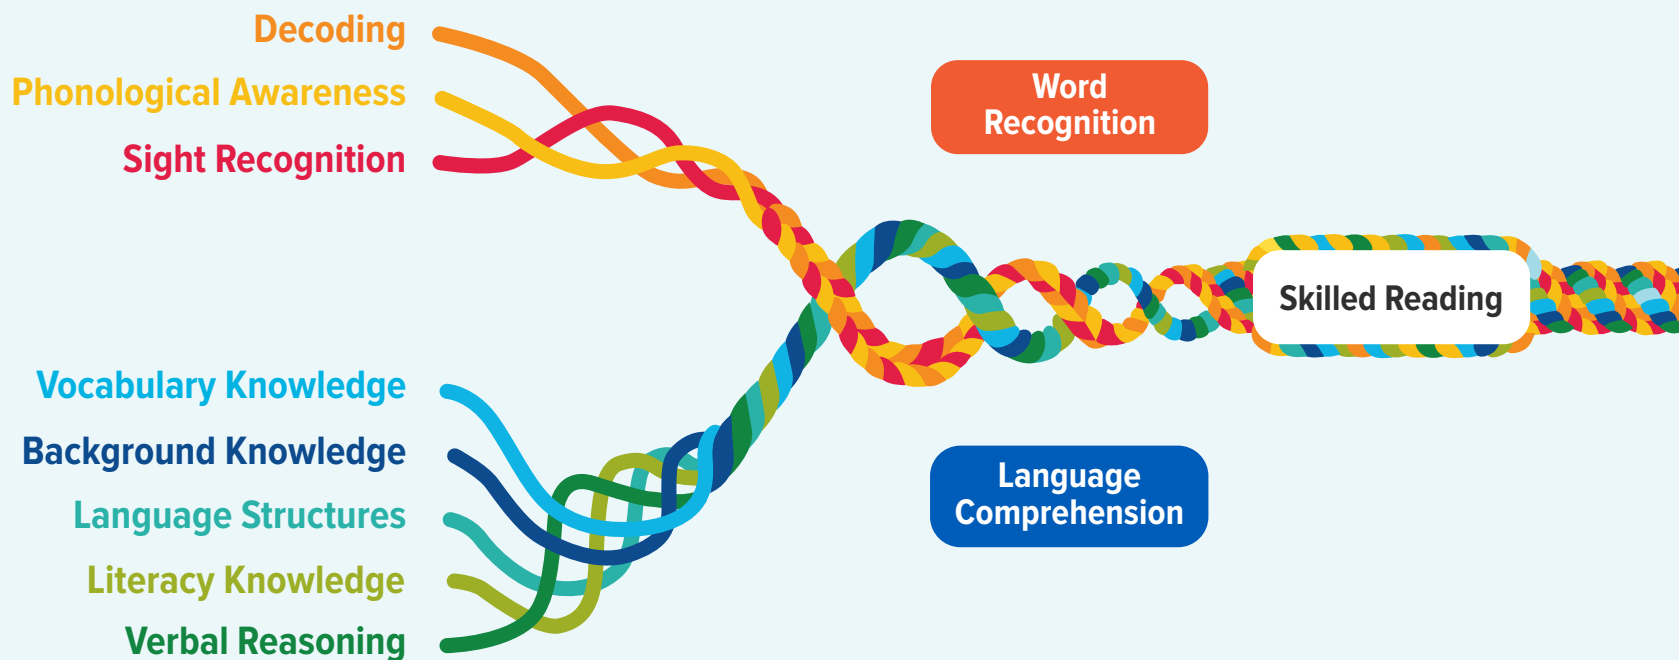 Decoding
Phonological Awareness
Sight Recognition
Word
Recognition
Skilled Reading
Vocabulary Knowledge
Background Knowledge
Language Structures
Literacy Knowledge
Verbal Reasoning
Language
Comprehension